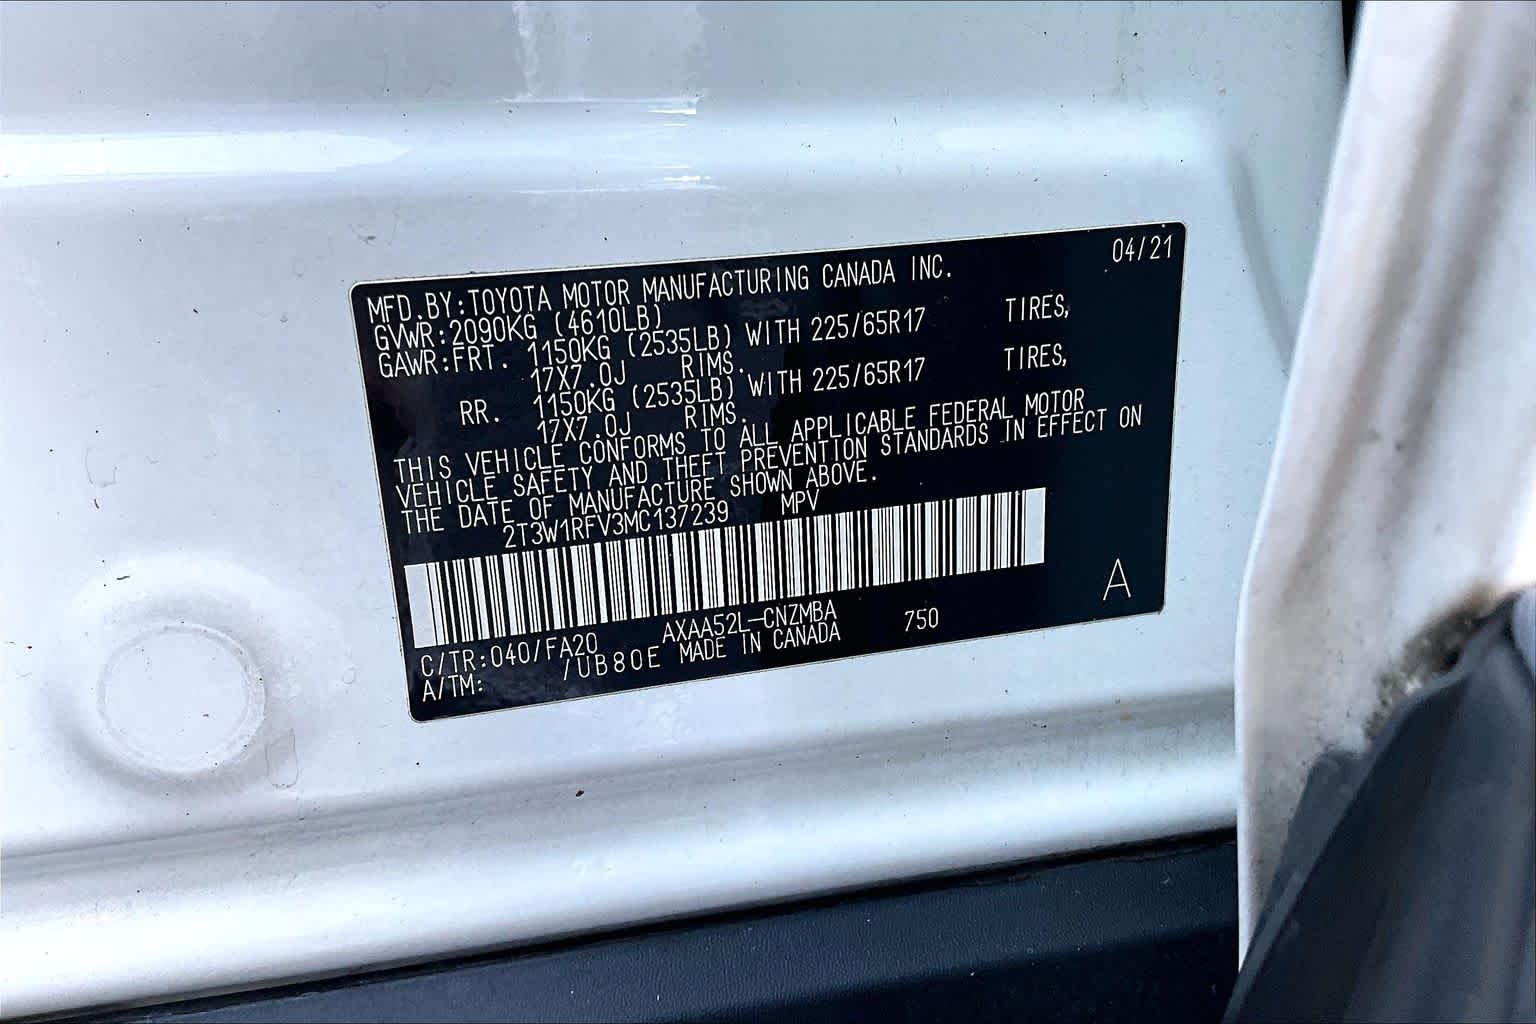 04/21
MFD.BY:TOYOTA MOTOR MANUFACTURING CANADA INC.
GVWR:2090KG (4610LB)
GAWR:FRT. 1150KG (2535LB) WITH 225/65R17 TIRES,
17X7.0J RIMS.
RR. 1150KG (2535LB) WITH 225/65R17 TIRES,
17X7.0J RIMS.
THIS VEHICLE CONFORMS TO ALL APPLICABLE FEDERAL MOTOR
VEHICLE SAFETY AND THEFT PREVENTION STANDARDS IN EFFECT ON
THE DATE OF MANUFACTURE SHOWN ABOVE.
2T3W1RFV3MC137239 MPV
A
C/TR:040/FA20 AXAA52L-CNZMBA 750
A/TM: /UB80E MADE IN CANADA